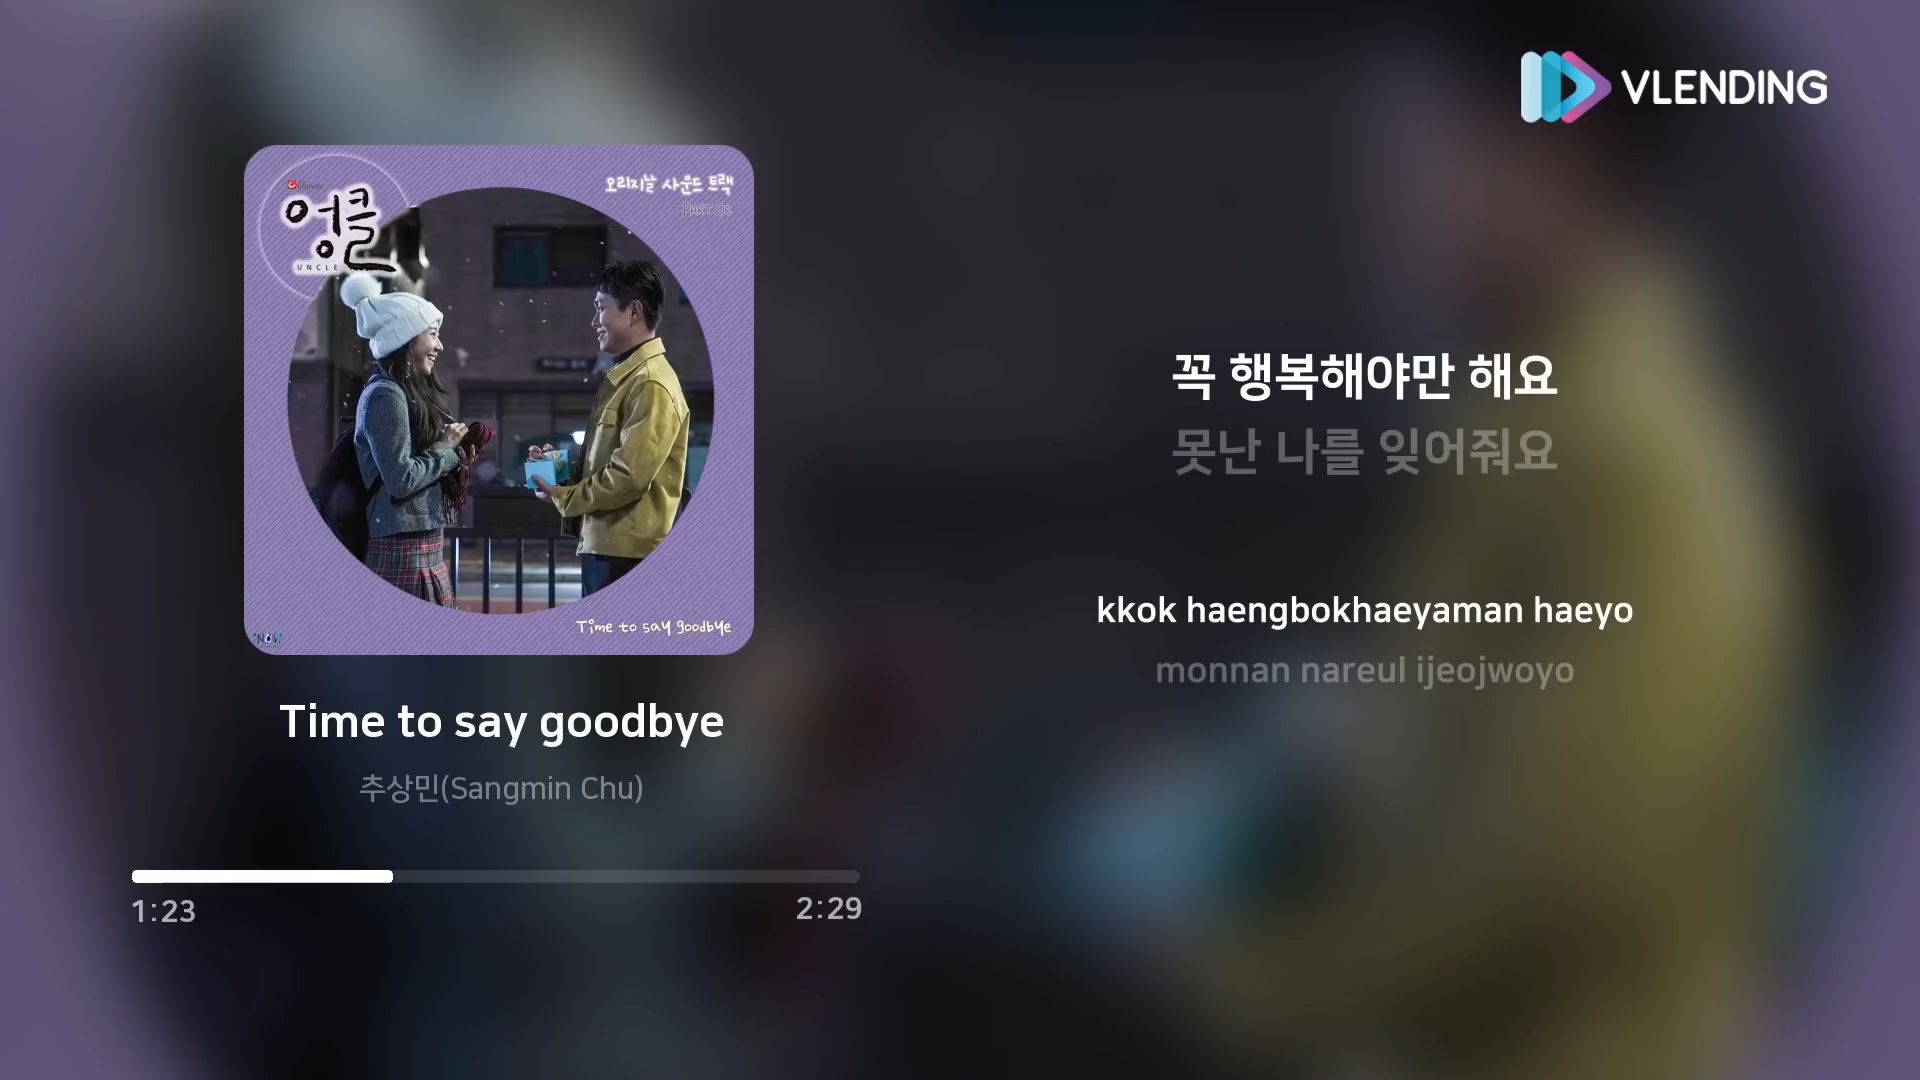 VLENDING
엉클
UNCLE
오리지날 사운드 트랙
PART 06
Time to say goodbye
Time to say goodbye
추상민(Sangmin Chu)
1:23
2:29
꼭 행복해야만 해요
못난 나를 잊어줘요
kkok haengbokhaeyaman haeyo
monnan nareul ijeojwoyo